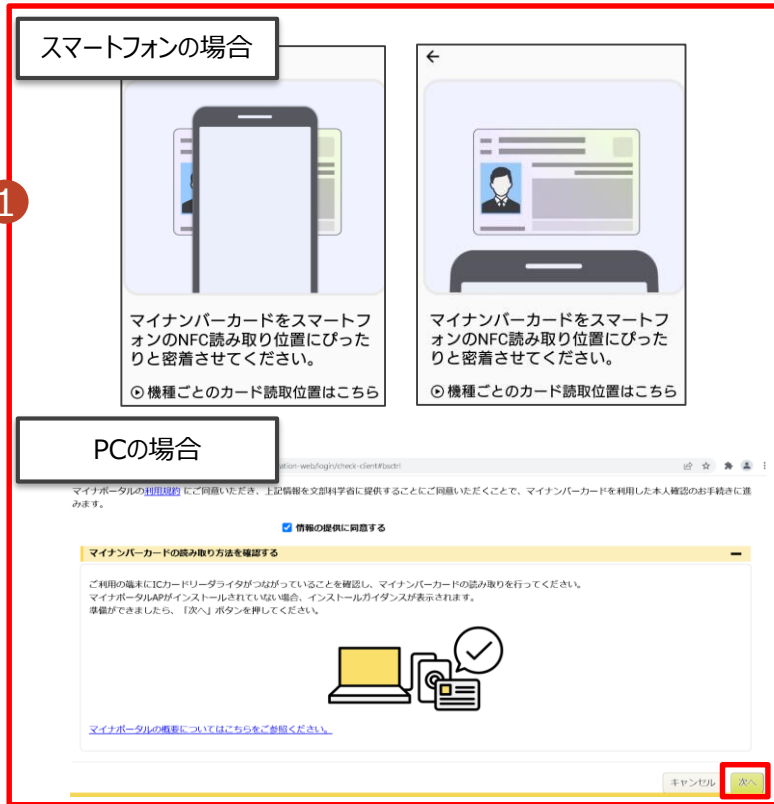 スマートフォンの場合
←
マイナンバーカードをスマートフ
ォンのNFC読み取り位置にぴった
りと密着させてください。
機種ごとのカード読取位置はこちら
マイナンバーカードをスマートフ
ォンのNFC読み取り位置にぴった
りと密着させてください。
機種ごとのカード読取位置はこちら
1
PCの場合
ation-web/login/check-client#bsctrl
マイナポータルの利用規約 にご同意いただき、上記情報を文部科学省に提供することにご同意いただくことで、マイナンバーカードを利用した本人確認のお手続きに進
みます。
情報の提供に同意する
マイナンバーカードの読み取り方法を確認する
ご利用の端末にICカードリーダライタがつながっていることを確認し、マイナンバーカードの読み取りを行ってください。
マイナポータルAPがインストールされていない場合、インストールガイダンスが表示されます。
準備ができましたら、「次へ」ボタンを押してください。
マイナポータルの概要についてはこちらをご参照ください。
キャンセル
次へ